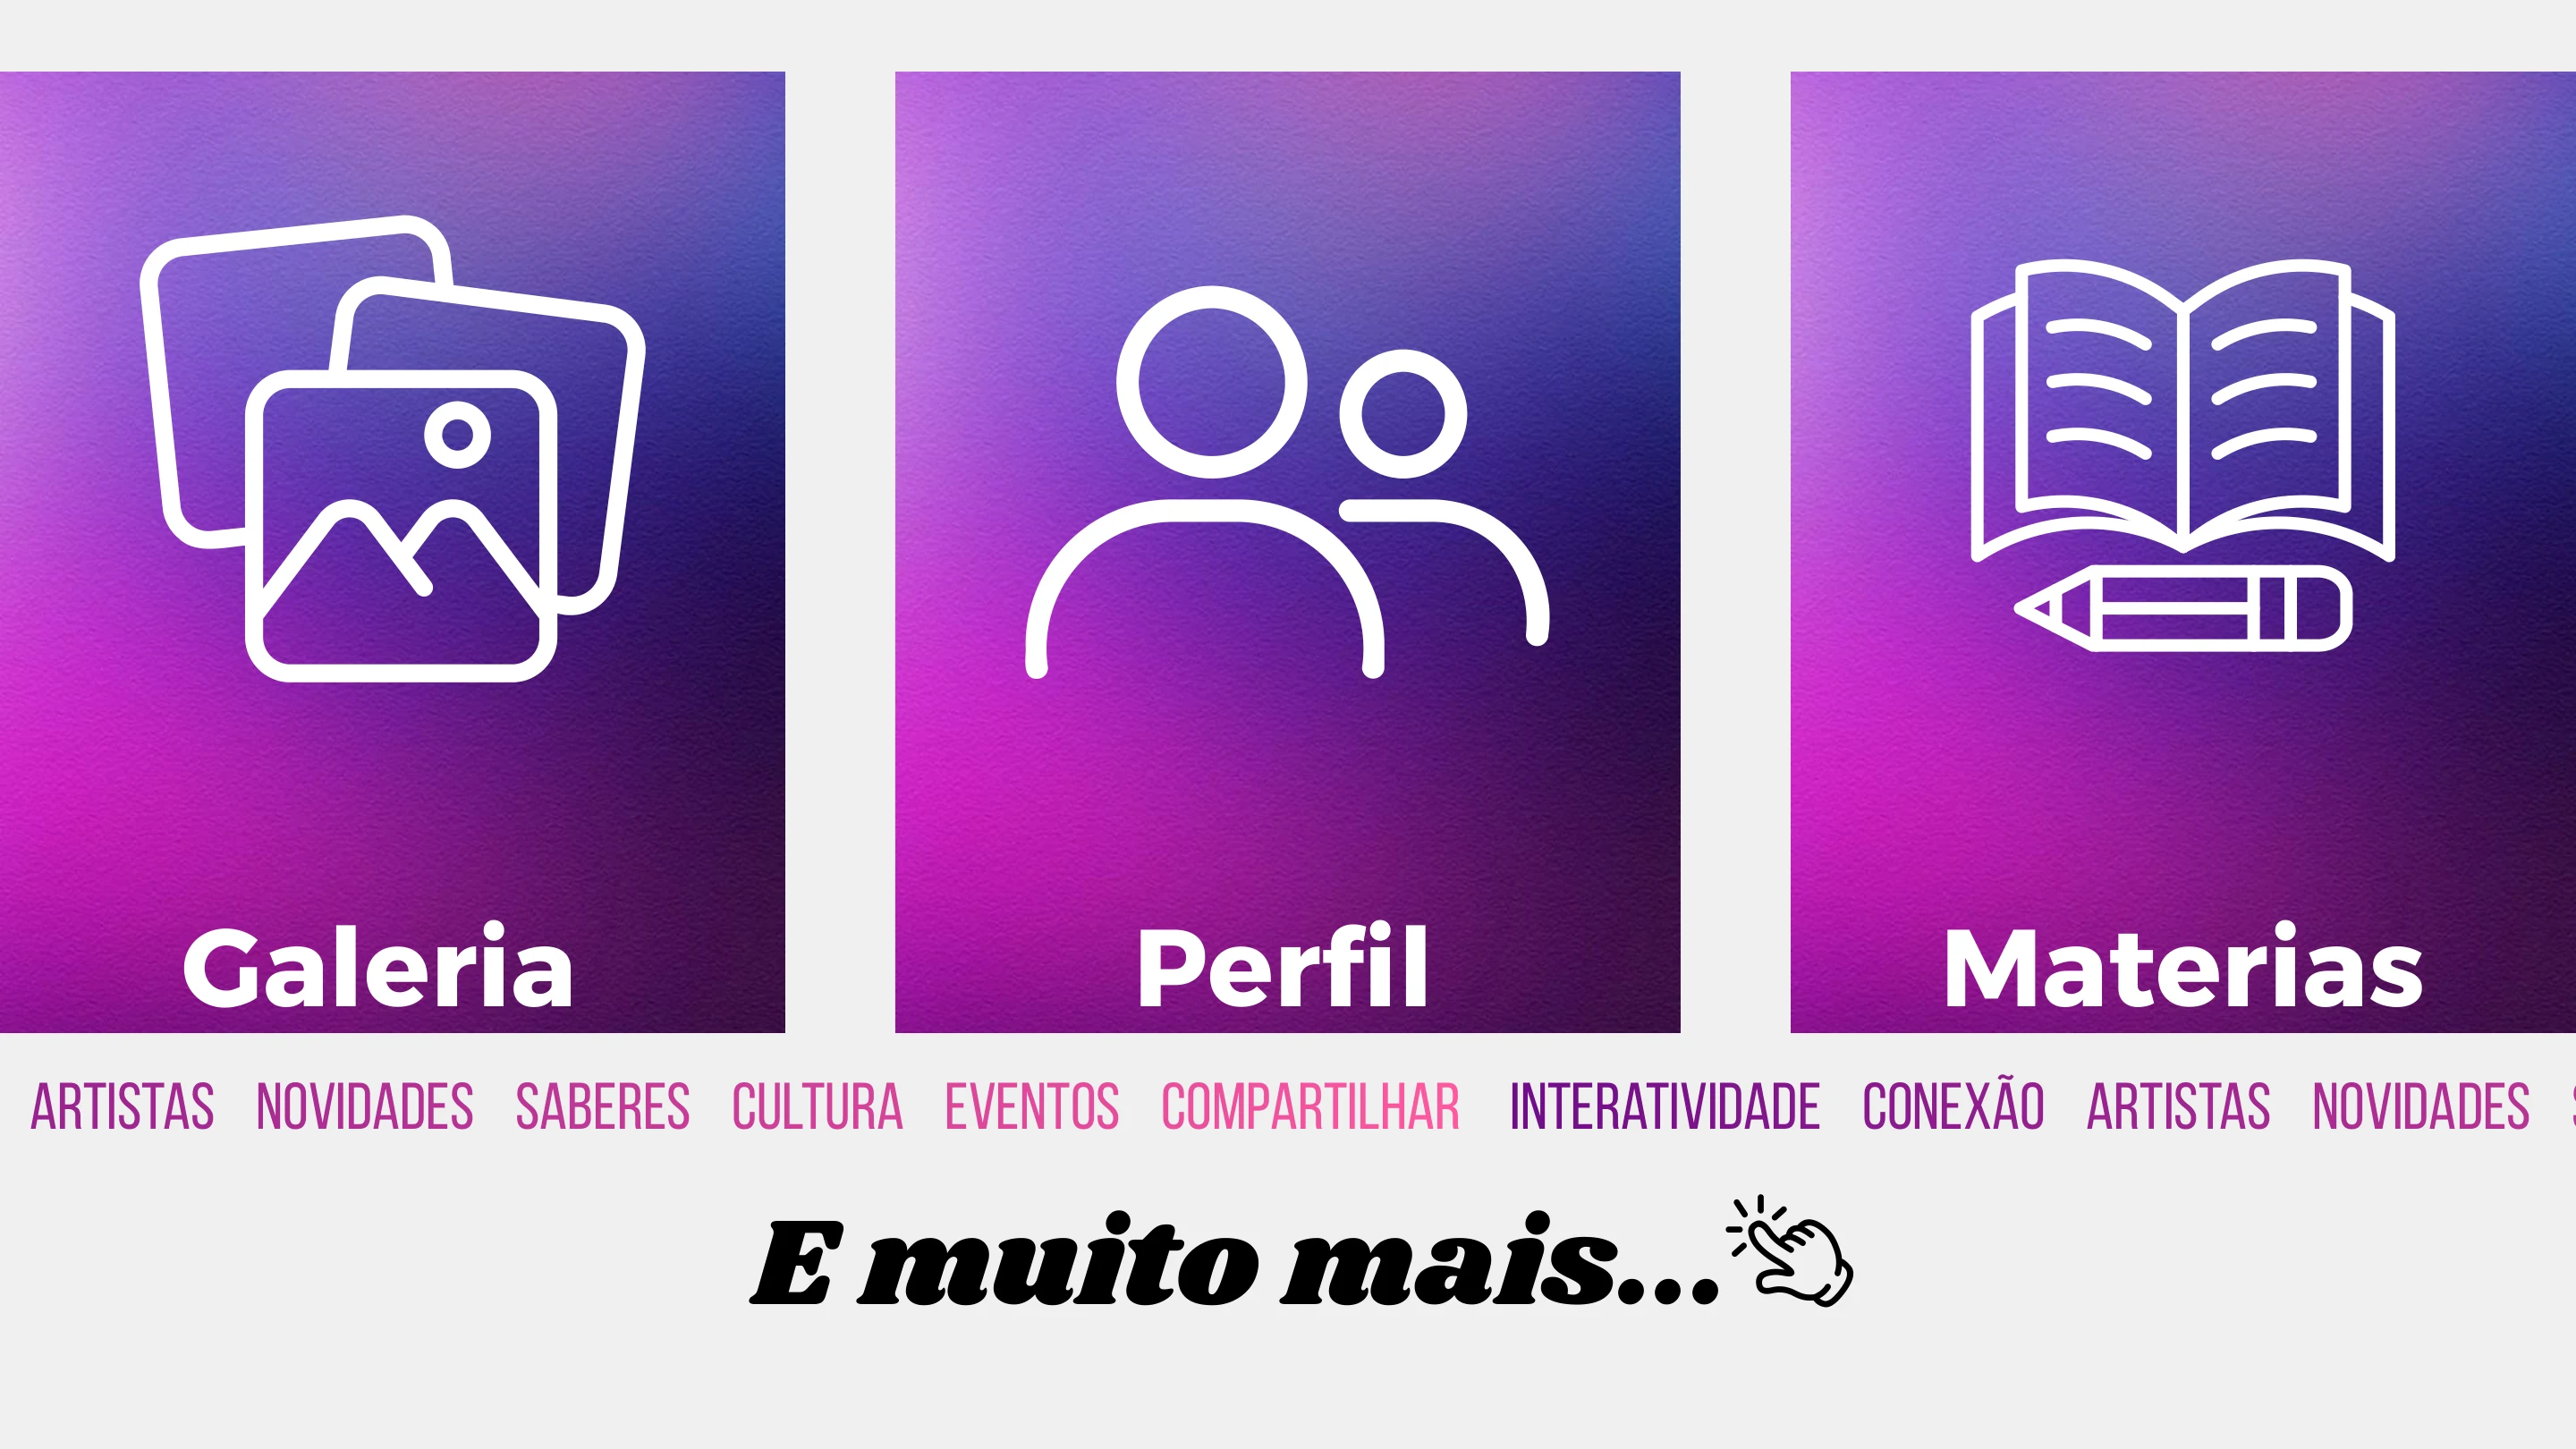 Galeria
Perfil
Materias
ARTISTAS NOVIDADES SABERES CULTURA EVENTOS COMPARTILHAR INTERATIVIDADE CONEXÃO ARTISTAS NOVIDADES
E muito mais...